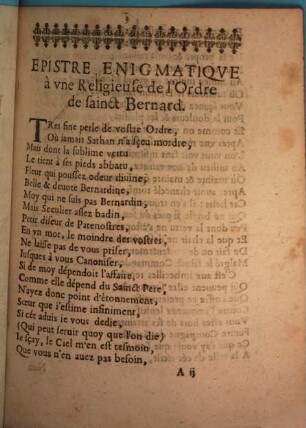 EPISTRE ENIGMATIQVE
à vne Religieuse de l'Ordre
de sainct Bernard.
TRes fine perle de vostre Ordre,
Où iamais Sathan n'a sçeu mordre,
Mais dont la sublime vertu
Le tient à ses pieds abbatu,
Fleur qui poussez odeur diuine,
Belle & deuote Bernardine,
Moy qui ne suis pas Bernardin,
Mais Seculier assez badin,
Petit diseur de Patenostres,
En vn mot, le moindre des vostres,
Ne laisse pas de vous priser,
Iusques à vous Canoniser,
Si de moy dépendoit l'affaire,
Comme elle dépend du Sainct Pere,
N'ayez donc point d'étonnement,
Sœur que i'estime infiniment,
Si cét aduis ie vous dedie,
(Qui peut seruir quoy que l'on die)
Ie sçay, le Ciel m'en est tesmoin,
Que vous n'en auez pas besoin,
A ij